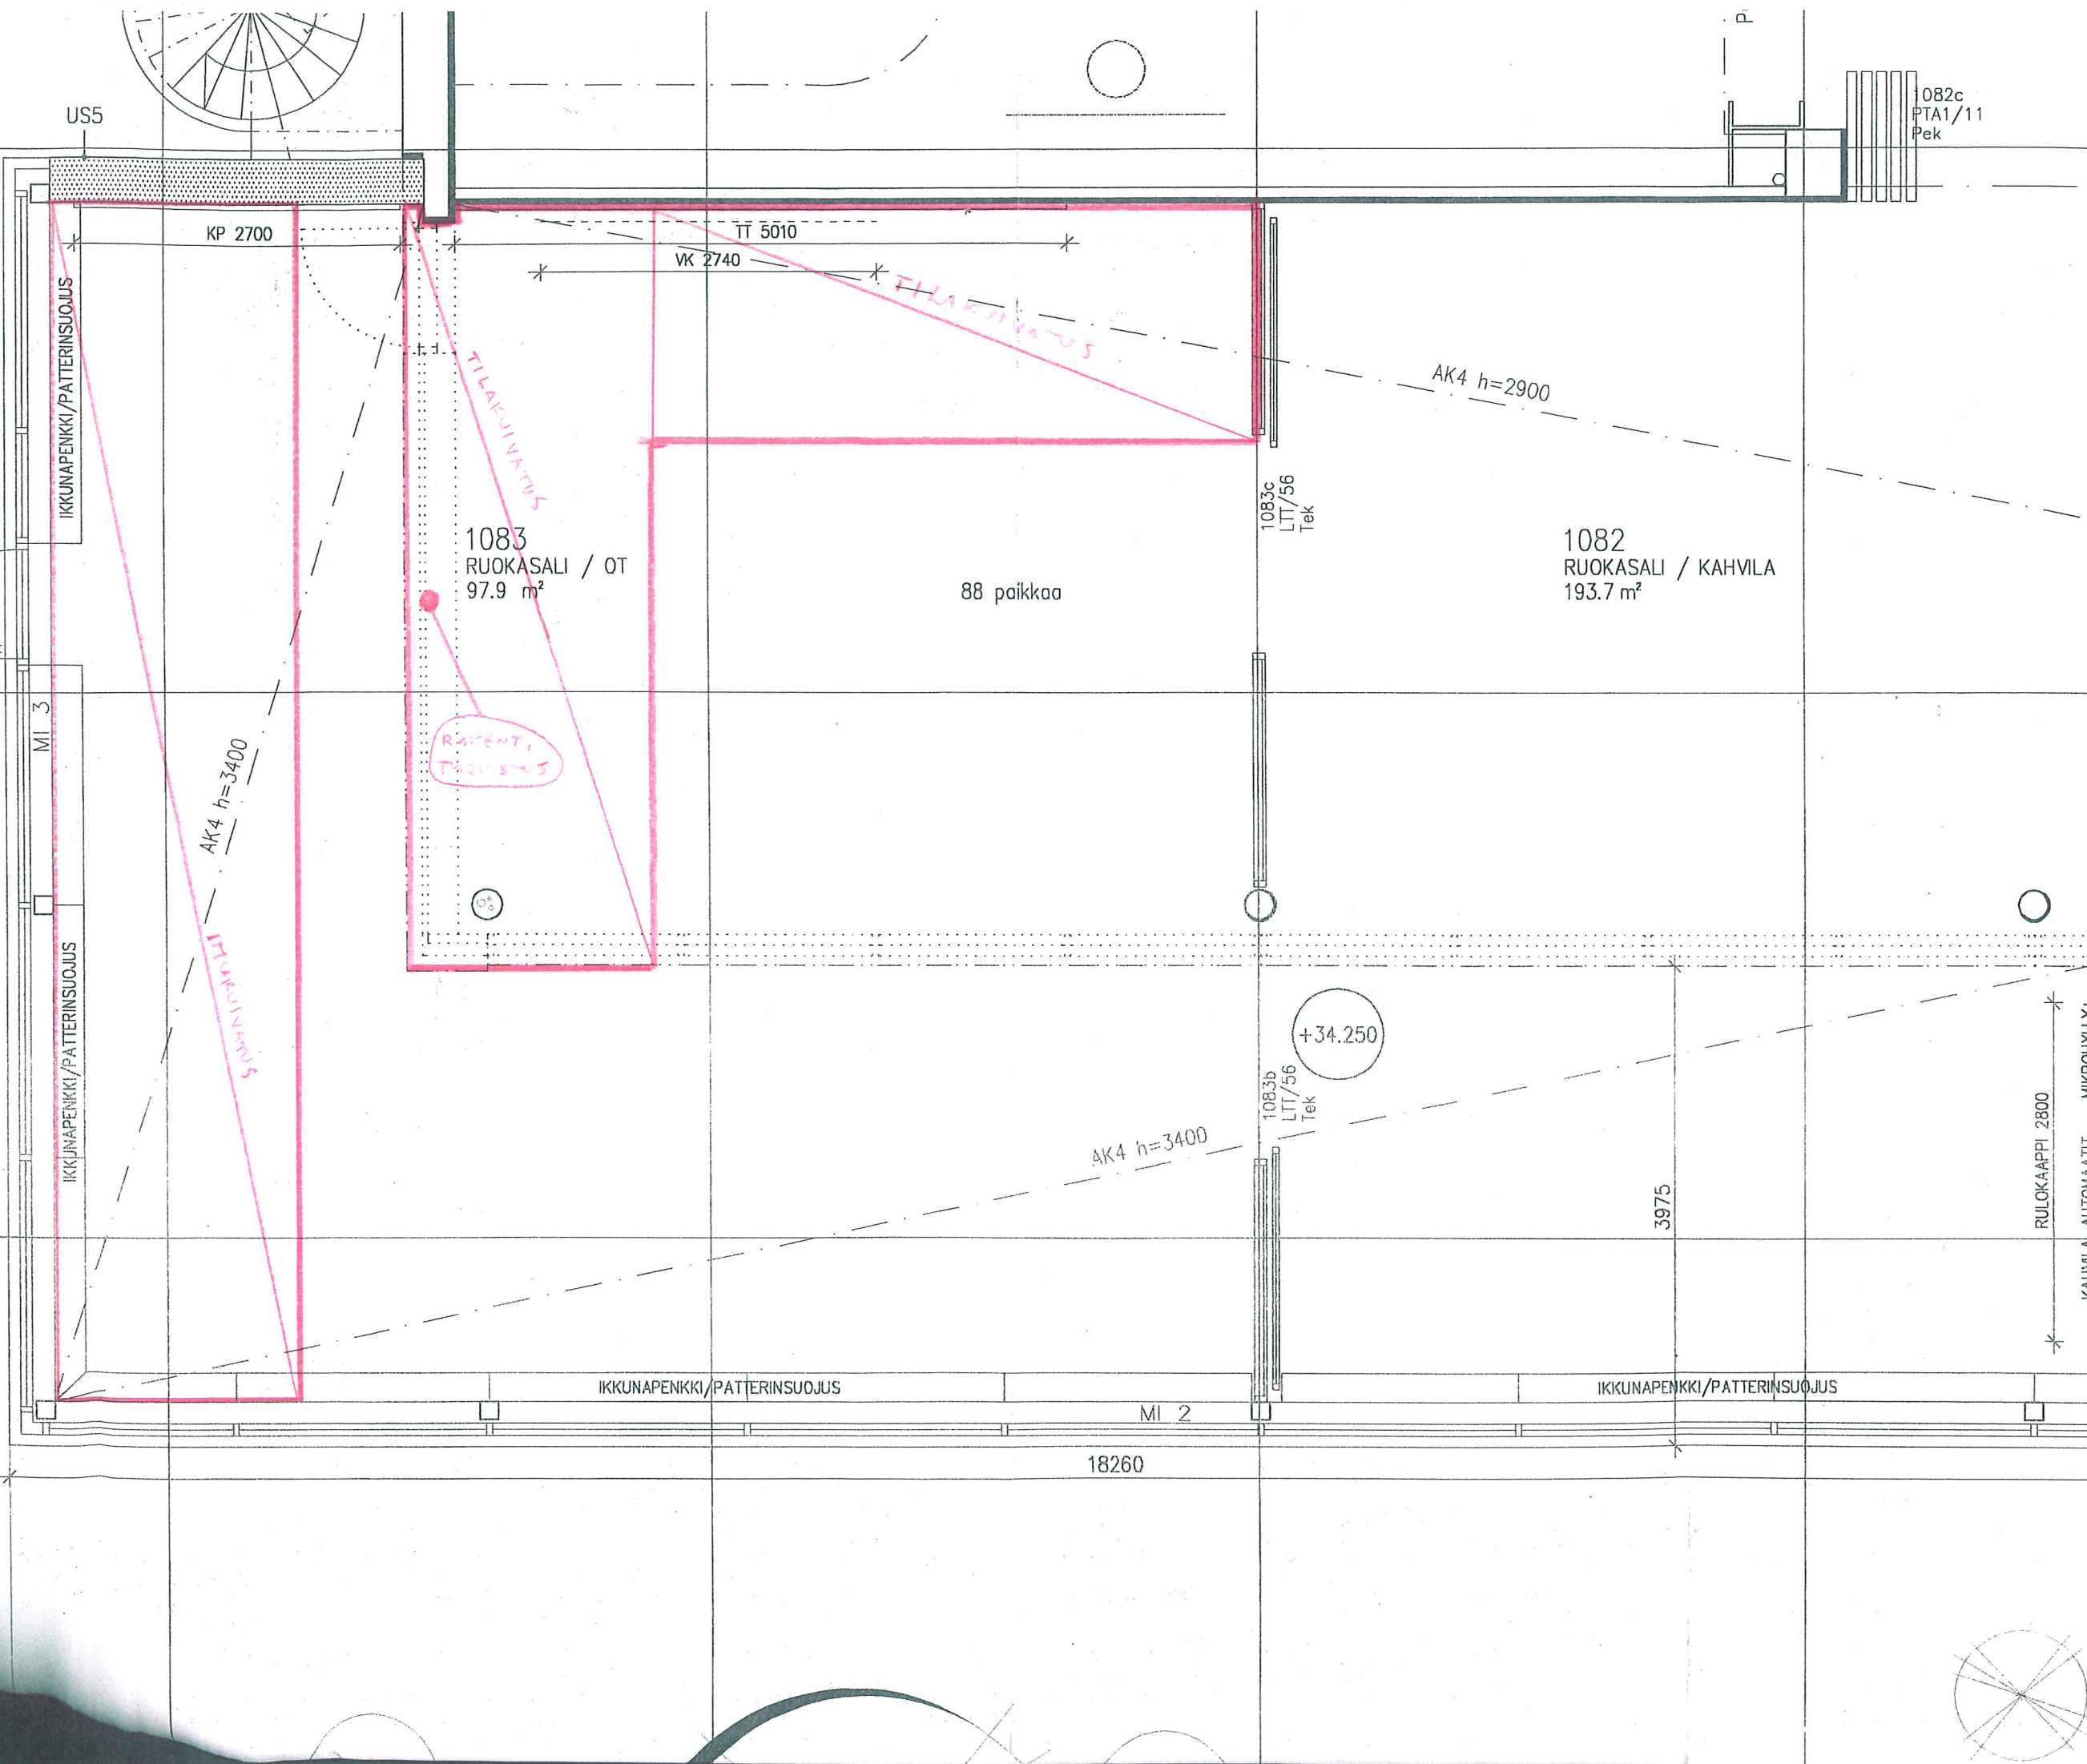 US5
1082c
PTA1/11
Pek
KP 2700
TT 5010
VK 2740
TILAKUIVATUS
IKKUNAPENKKI/PATTERINSUOJUS
AK4 h=2900
TILAKUIVATUS
1083c
LTT/56
Tek
1083
RUOKASALI / OT
97.9 m²
88 paikkaa
1082
RUOKASALI / KAHVILA
193.7 m²
MI 3
AK4 h=3400
RAKENT.
IMUKUIVATUS
IKKUNAPENKKI/PATTERINSUOJUS
+34.250
1083b
LTT/56
Tek
AK4 h=3400
3975
RULOKAAPPI 2800
IKKUNAPENKKI/PATTERINSUOJUS
IKKUNAPENKKI/PATTERINSUOJUS
MI 2
18260